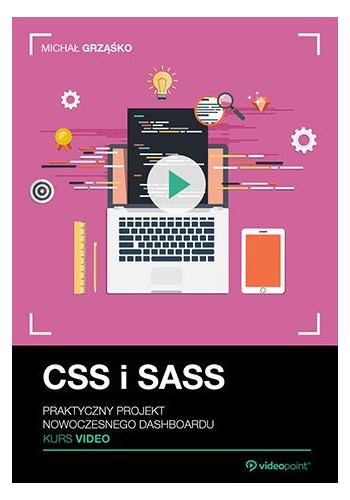 MICHAŁ GRZĄŚKO
CSS i SASS
PRAKTYCZNY PROJEKT
NOWOCZESNEGO DASHBOARDU
KURS VIDEO
videopoint